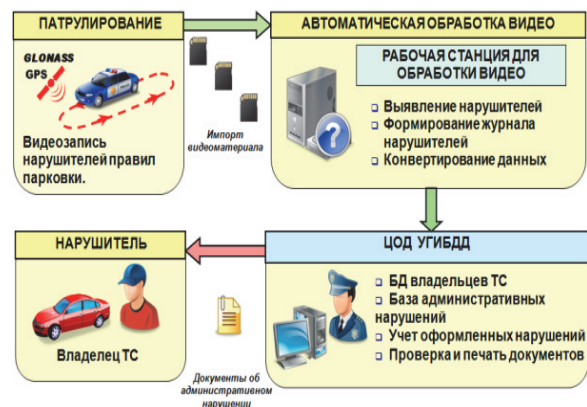 ПАТРУЛИРОВАНИЕ
GLONASS
GPS
Видеозапись
нарушителей правил
парковки.
Импорт
видеоматериала
АВТОМАТИЧЕСКАЯ ОБРАБОТКА ВИДЕО
РАБОЧАЯ СТАНЦИЯ ДЛЯ
ОБРАБОТКИ ВИДЕО
Выявление нарушителей
Формирование журнала
нарушителей
Конвертирование данных
НАРУШИТЕЛЬ
Владелец ТС
Документы об
административном
нарушении
ЦОД УГИБДД
БД владельцев ТС
База административных
нарушений
Учет оформленных нарушений
Проверка и печать документов